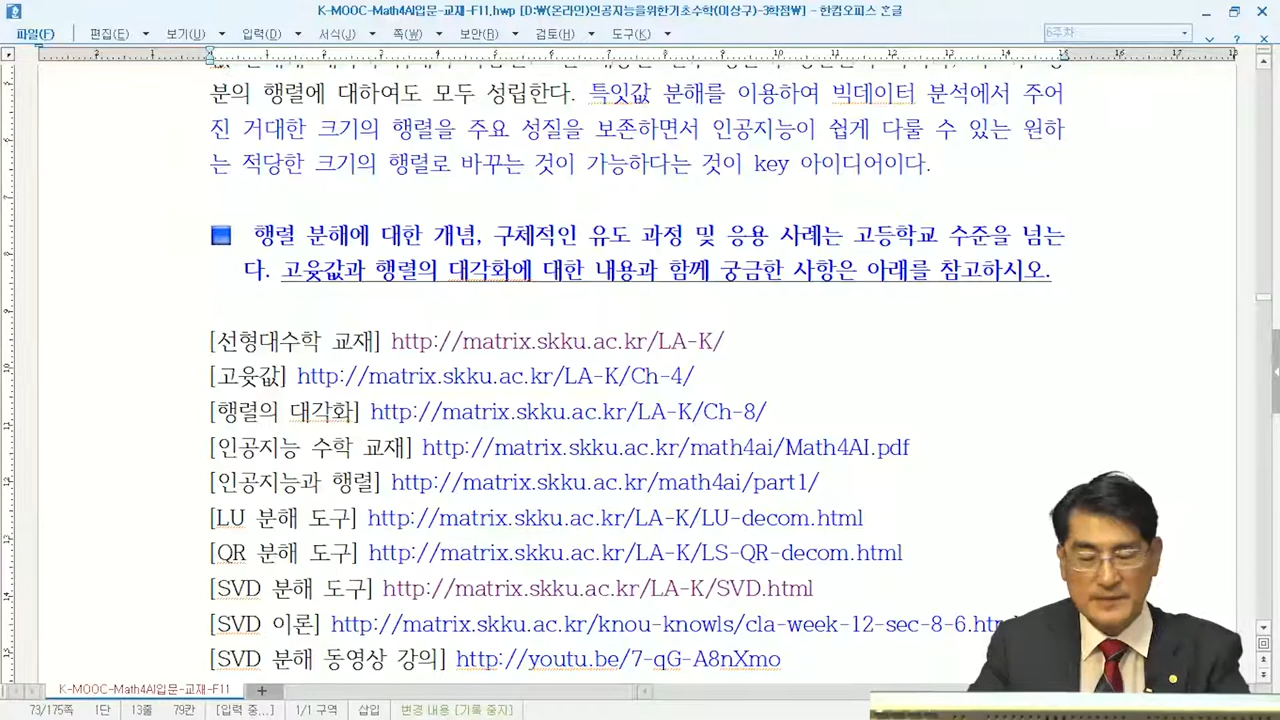 K-MOOC-Math4AI입문-교재-F11.hwp [D:₩(온라인)인공지능을위한기초수학(이상구)-3학점₩] - 한컴오피스 한글
파일(F) 편집(E) 보기(U) 입력(D) 서식(J) 쪽(W) 보안(B) 검토(H) 도구(K)
6주차
분의 행렬에 대하여도 모두 성립한다. 특잇값 분해를 이용하여 빅데이터 분석에서 주어
진 거대한 크기의 행렬을 주요 성질을 보존하면서 인공지능이 쉽게 다룰 수 있는 원하
는 적당한 크기의 행렬로 바꾸는 것이 가능하다는 것이 key 아이디어이다.
행렬 분해에 대한 개념, 구체적인 유도 과정 및 응용 사례는 고등학교 수준을 넘는
다. 고윳값과 행렬의 대각화에 대한 내용과 함께 궁금한 사항은 아래를 참고하시오.
[선형대수학 교재] http://matrix.skku.ac.kr/LA-K/
[고윳값] http://matrix.skku.ac.kr/LA-K/Ch-4/
[행렬의 대각화] http://matrix.skku.ac.kr/LA-K/Ch-8/
[인공지능 수학 교재] http://matrix.skku.ac.kr/math4ai/Math4AI.pdf
[인공지능과 행렬] http://matrix.skku.ac.kr/math4ai/part1/
[LU 분해 도구] http://matrix.skku.ac.kr/LA-K/LU-decom.html
[QR 분해 도구] http://matrix.skku.ac.kr/LA-K/LS-QR-decom.html
[SVD 분해 도구] http://matrix.skku.ac.kr/LA-K/SVD.html
[SVD 이론] http://matrix.skku.ac.kr/knou-knowls/cla-week-12-sec-8-6.htm
[SVD 분해 동영상 강의] http://youtu.be/7-qG-A8nXmo
K-MOOC-Math4AI입문-교재-F11
73/175쪽 1단 13줄 79칸 [입력 중...] 1/1 구역 삽입 변경 내용 [기록 중지]